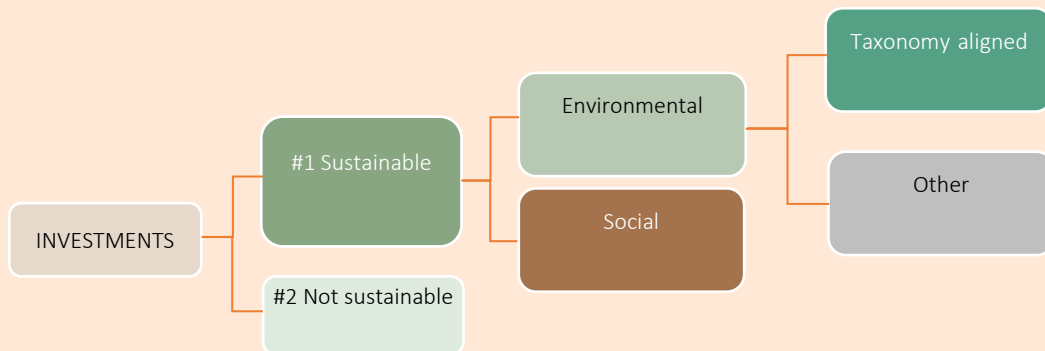 INVESTMENTS
#1 Sustainable
#2 Not sustainable
Environmental
Social
Taxonomy aligned
Other